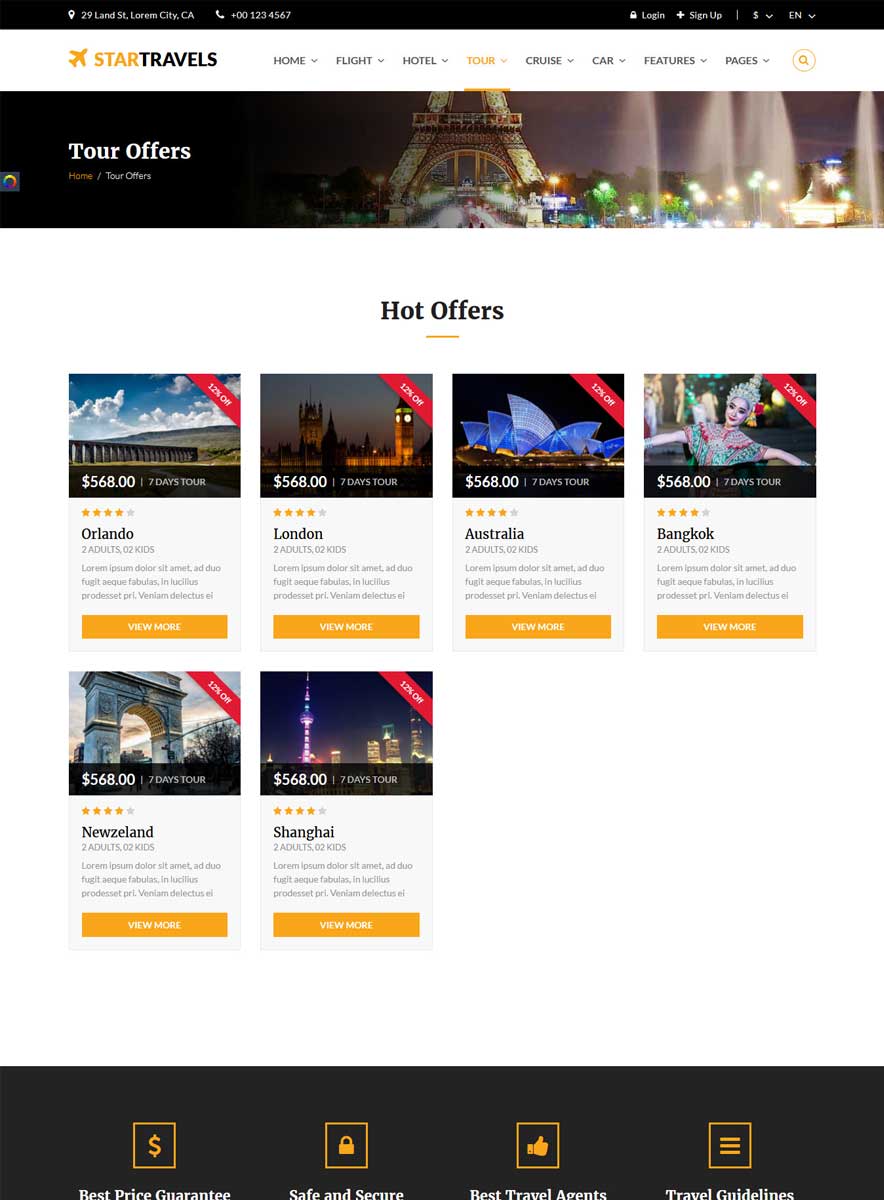 29 Land St, Lorem City, CA +00 123 4567 Login Sign Up | $ EN
STARTRAVELS HOME FLIGHT HOTEL TOUR CRUISE CAR FEATURES PAGES
Tour Offers
Home / Tour Offers
Hot Offers
12% Off
$568.00 | 7 DAYS TOUR
Orlando
2 ADULTS, 02 KIDS
Lorem ipsum dolor sit amet, ad duo
fugit aeque fabulas, in lucilius
prodesset pri. Veniam delectus ei
VIEW MORE
12% Off
$568.00 | 7 DAYS TOUR
London
2 ADULTS, 02 KIDS
Lorem ipsum dolor sit amet, ad duo
fugit aeque fabulas, in lucilius
prodesset pri. Veniam delectus ei
VIEW MORE
12% Off
$568.00 | 7 DAYS TOUR
Australia
2 ADULTS, 02 KIDS
Lorem ipsum dolor sit amet, ad duo
fugit aeque fabulas, in lucilius
prodesset pri. Veniam delectus ei
VIEW MORE
12% Off
$568.00 | 7 DAYS TOUR
Bangkok
2 ADULTS, 02 KIDS
Lorem ipsum dolor sit amet, ad duo
fugit aeque fabulas, in lucilius
prodesset pri. Veniam delectus ei
VIEW MORE
12% Off
$568.00 | 7 DAYS TOUR
Newzeland
2 ADULTS, 02 KIDS
Lorem ipsum dolor sit amet, ad duo
fugit aeque fabulas, in lucilius
prodesset pri. Veniam delectus ei
VIEW MORE
12% Off
$568.00 | 7 DAYS TOUR
Shanghai
2 ADULTS, 02 KIDS
Lorem ipsum dolor sit amet, ad duo
fugit aeque fabulas, in lucilius
prodesset pri. Veniam delectus ei
VIEW MORE
Best Price Guarantee Safe and Secure Best Travel Agents Travel Guidelines